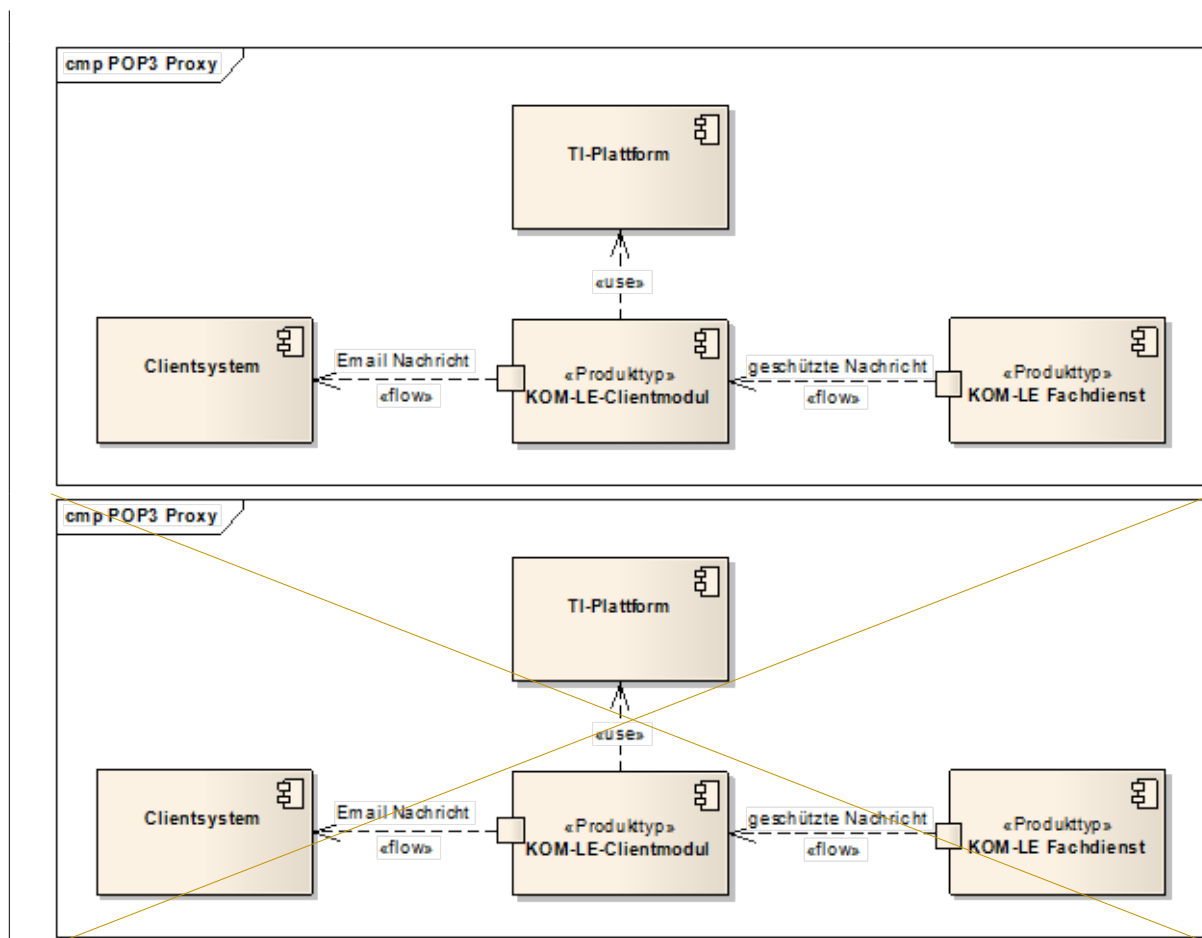 cmp POP3 Proxy
TI-Plattform
«use»
Clientsystem
Email Nachricht
«flow»
«Produkttyp»
KOM-LE-Clientmodul
geschützte Nachricht
«flow»
«Produkttyp»
KOM-LE Fachdienst
cmp POP3 Proxy
TI-Plattform
«use»
Clientsystem
Email Nachricht
«flow»
«Produkttyp»
KOM-LE-Clientmodul
geschützte Nachricht
«flow»
«Produkttyp»
KOM-LE Fachdienst